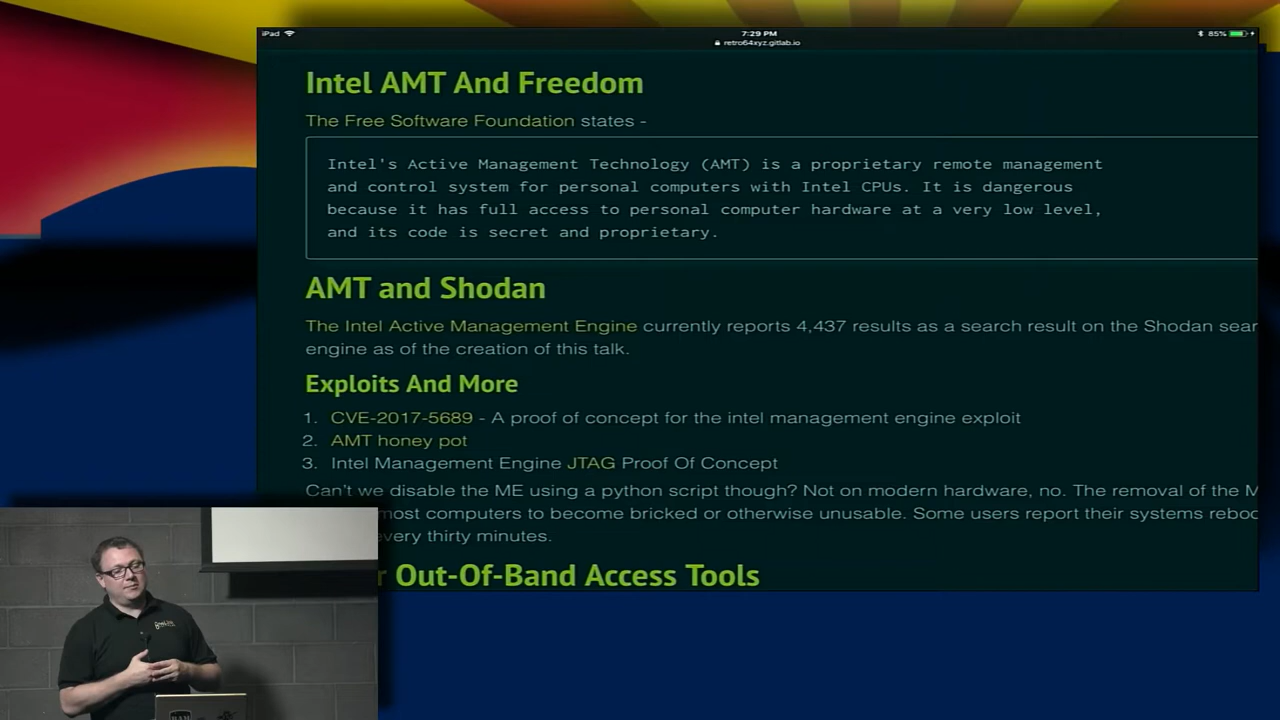 iPad
7:29 PM
85%
retro64xyz.gitlab.io
Intel AMT And Freedom
The Free Software Foundation states -
Intel's Active Management Technology (AMT) is a proprietary remote management
and control system for personal computers with Intel CPUs. It is dangerous
because it has full access to personal computer hardware at a very low level,
and its code is secret and proprietary.
AMT and Shodan
The Intel Active Management Engine currently reports 4,437 results as a search result on the Shodan sear
engine as of the creation of this talk.
Exploits And More
1. CVE-2017-5689 - A proof of concept for the intel management engine exploit
2. AMT honey pot
3. Intel Management Engine JTAG Proof Of Concept
Can't we disable the ME using a python script though? Not on modern hardware, no. The removal of the M
most computers to become bricked or otherwise unusable. Some users report their systems reboo
every thirty minutes.
r Out-Of-Band Access Tools